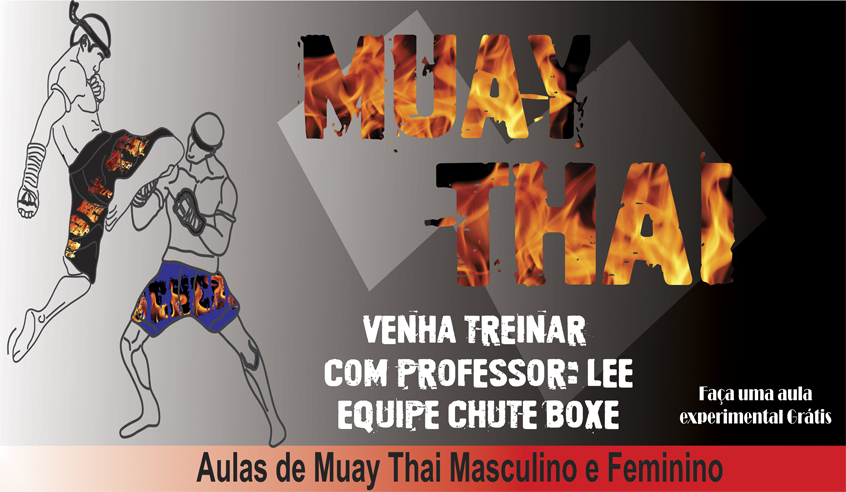 MUAY
THAI
VENHA TREINAR
COM PROFESSOR: LEE
EQUIPE CHUTE BOXE
Faça uma aula
experimental Grátis
Aulas de Muay Thai Masculino e Feminino